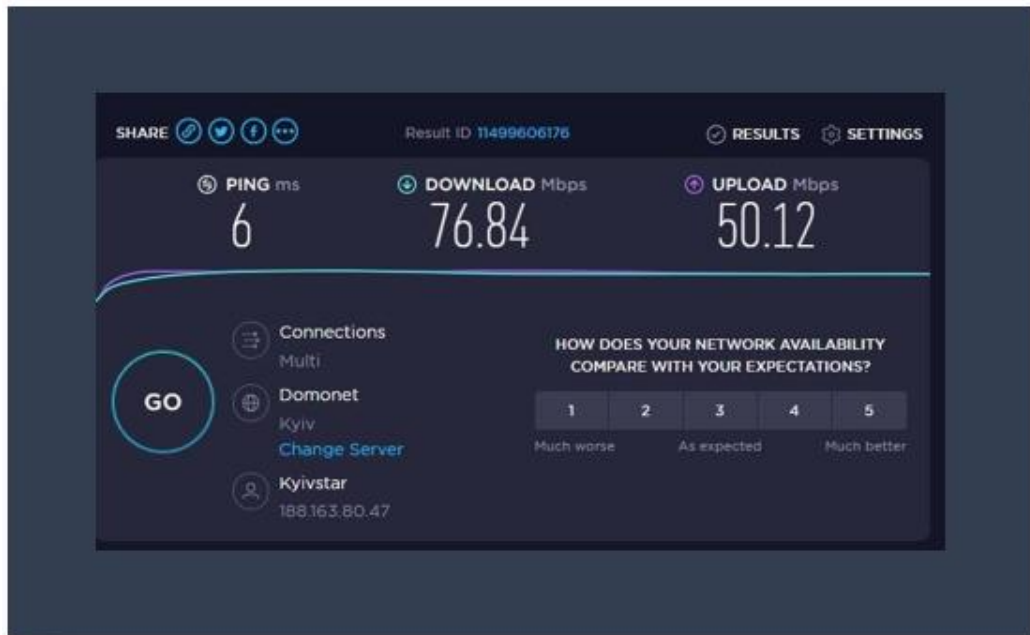 SHARE Result ID 11499606176 RESULTS SETTINGS
PING ms DOWNLOAD Mbps UPLOAD Mbps
6 76.84 50.12
GO
Connections
Multi
Domonet
Kyiv
Change Server
Kyivstar
188.163.80.47
HOW DOES YOUR NETWORK AVAILABILITY
COMPARE WITH YOUR EXPECTATIONS?
1 2 3 4 5
Much worse As expected Much better